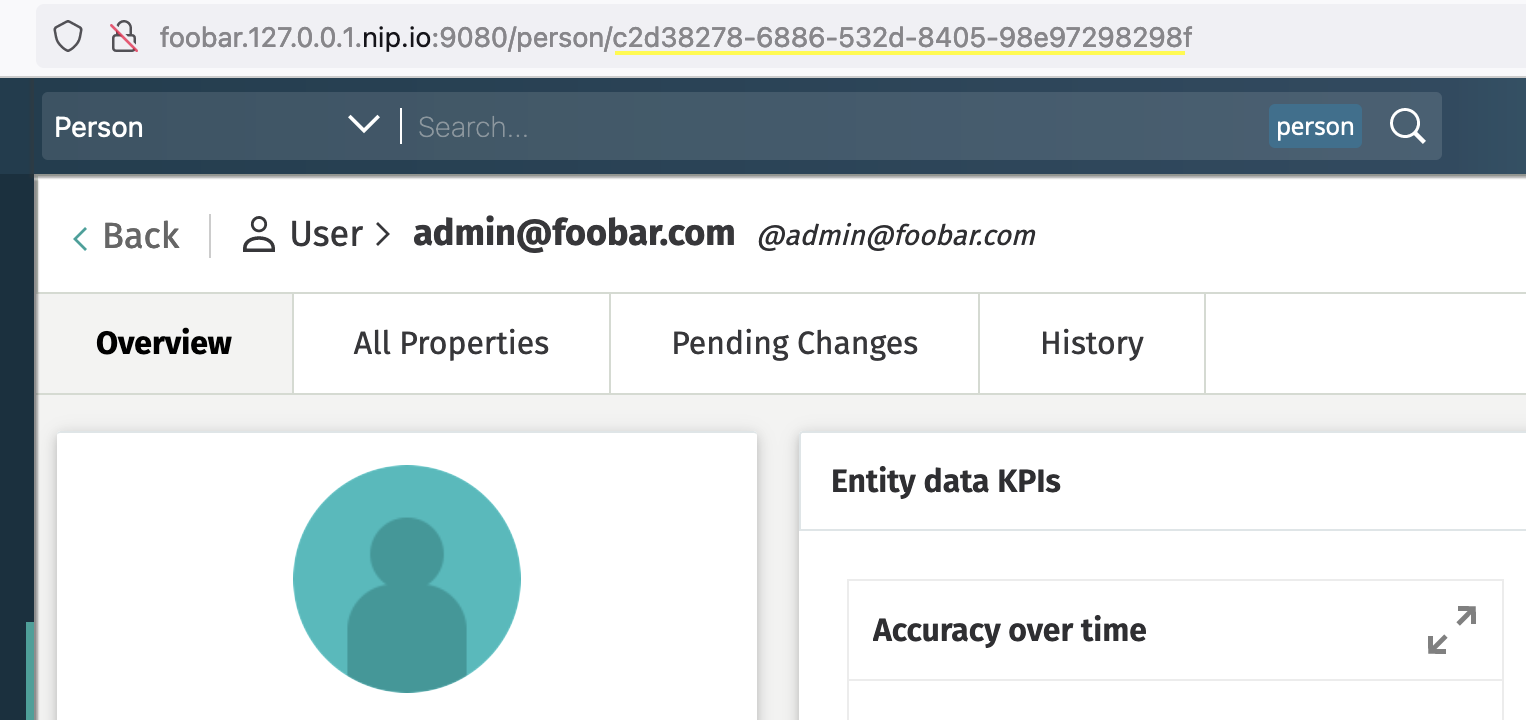 foobar.127.0.0.1.nip.io:9080/person/c2d38278-6886-532d-8405-98e97298298f
Person Search... person
Back User > admin@foobar.com @admin@foobar.com
Overview All Properties Pending Changes History
Entity data KPIs
Accuracy over time